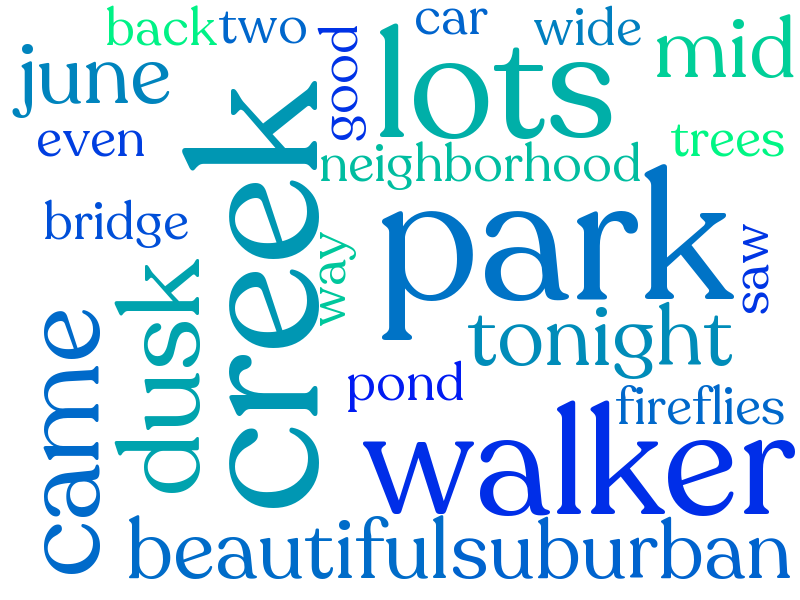 back two car wide mid
june good lots
even neighborhood trees
creek
bridge park
way saw
dusk tonight
came pond fireflies
walker
beautiful suburban